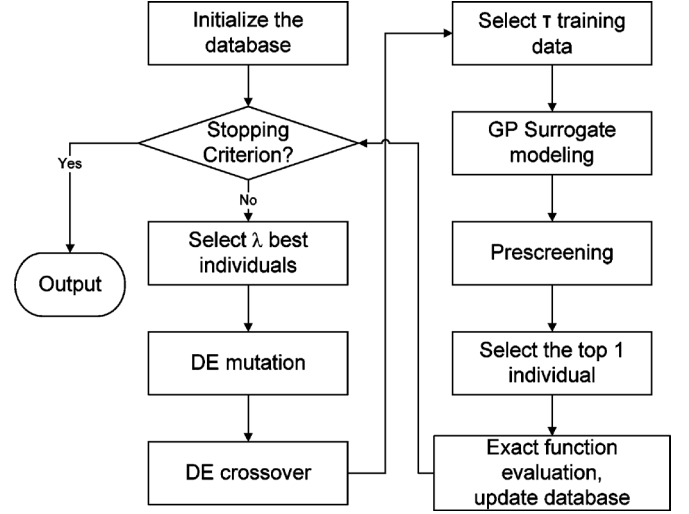 Initialize the
database
Stopping
Criterion?
Yes
No
Output
Select λ best
individuals
DE mutation
DE crossover
Select τ training
data
GP Surrogate
modeling
Prescreening
Select the top 1
individual
Exact function
evaluation,
update database